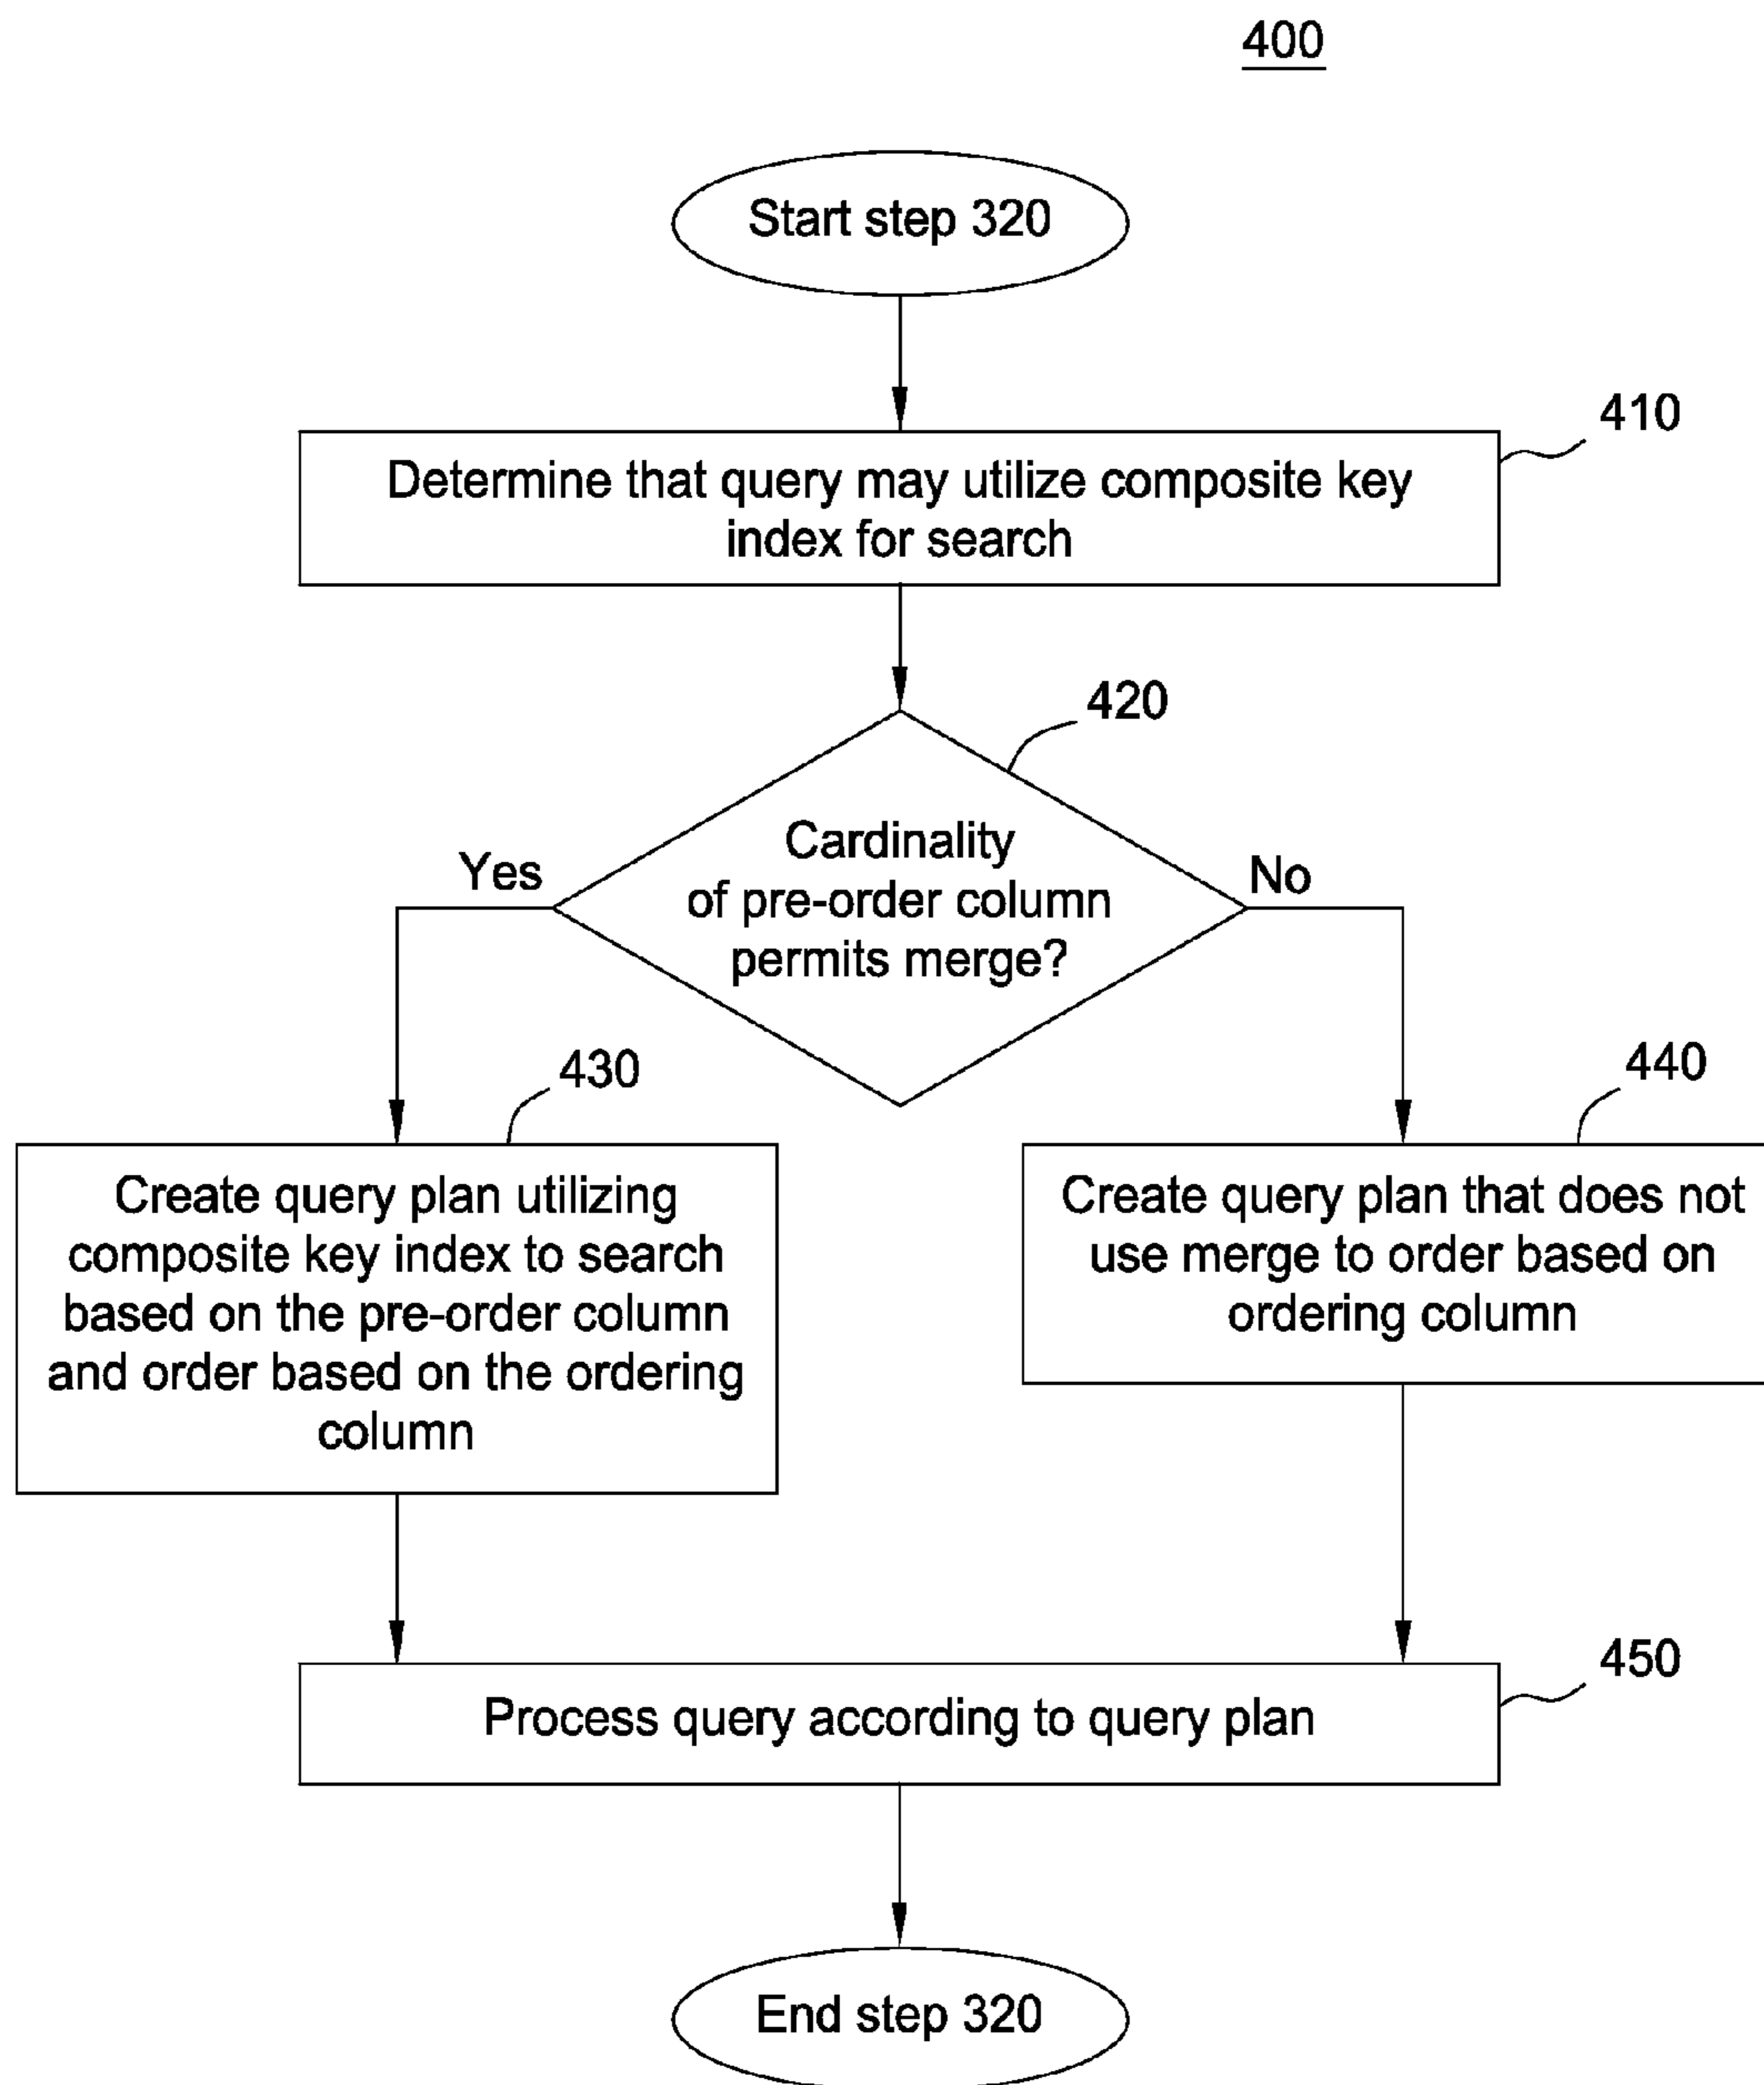 400
Start step 320
410
Determine that query may utilize composite key
index for search
420
Cardinality
of pre-order column
permits merge?
Yes
No
430
440
Create query plan utilizing
composite key index to search
based on the pre-order column
and order based on the ordering
column
Create query plan that does not
use merge to order based on
ordering column
450
Process query according to query plan
End step 320